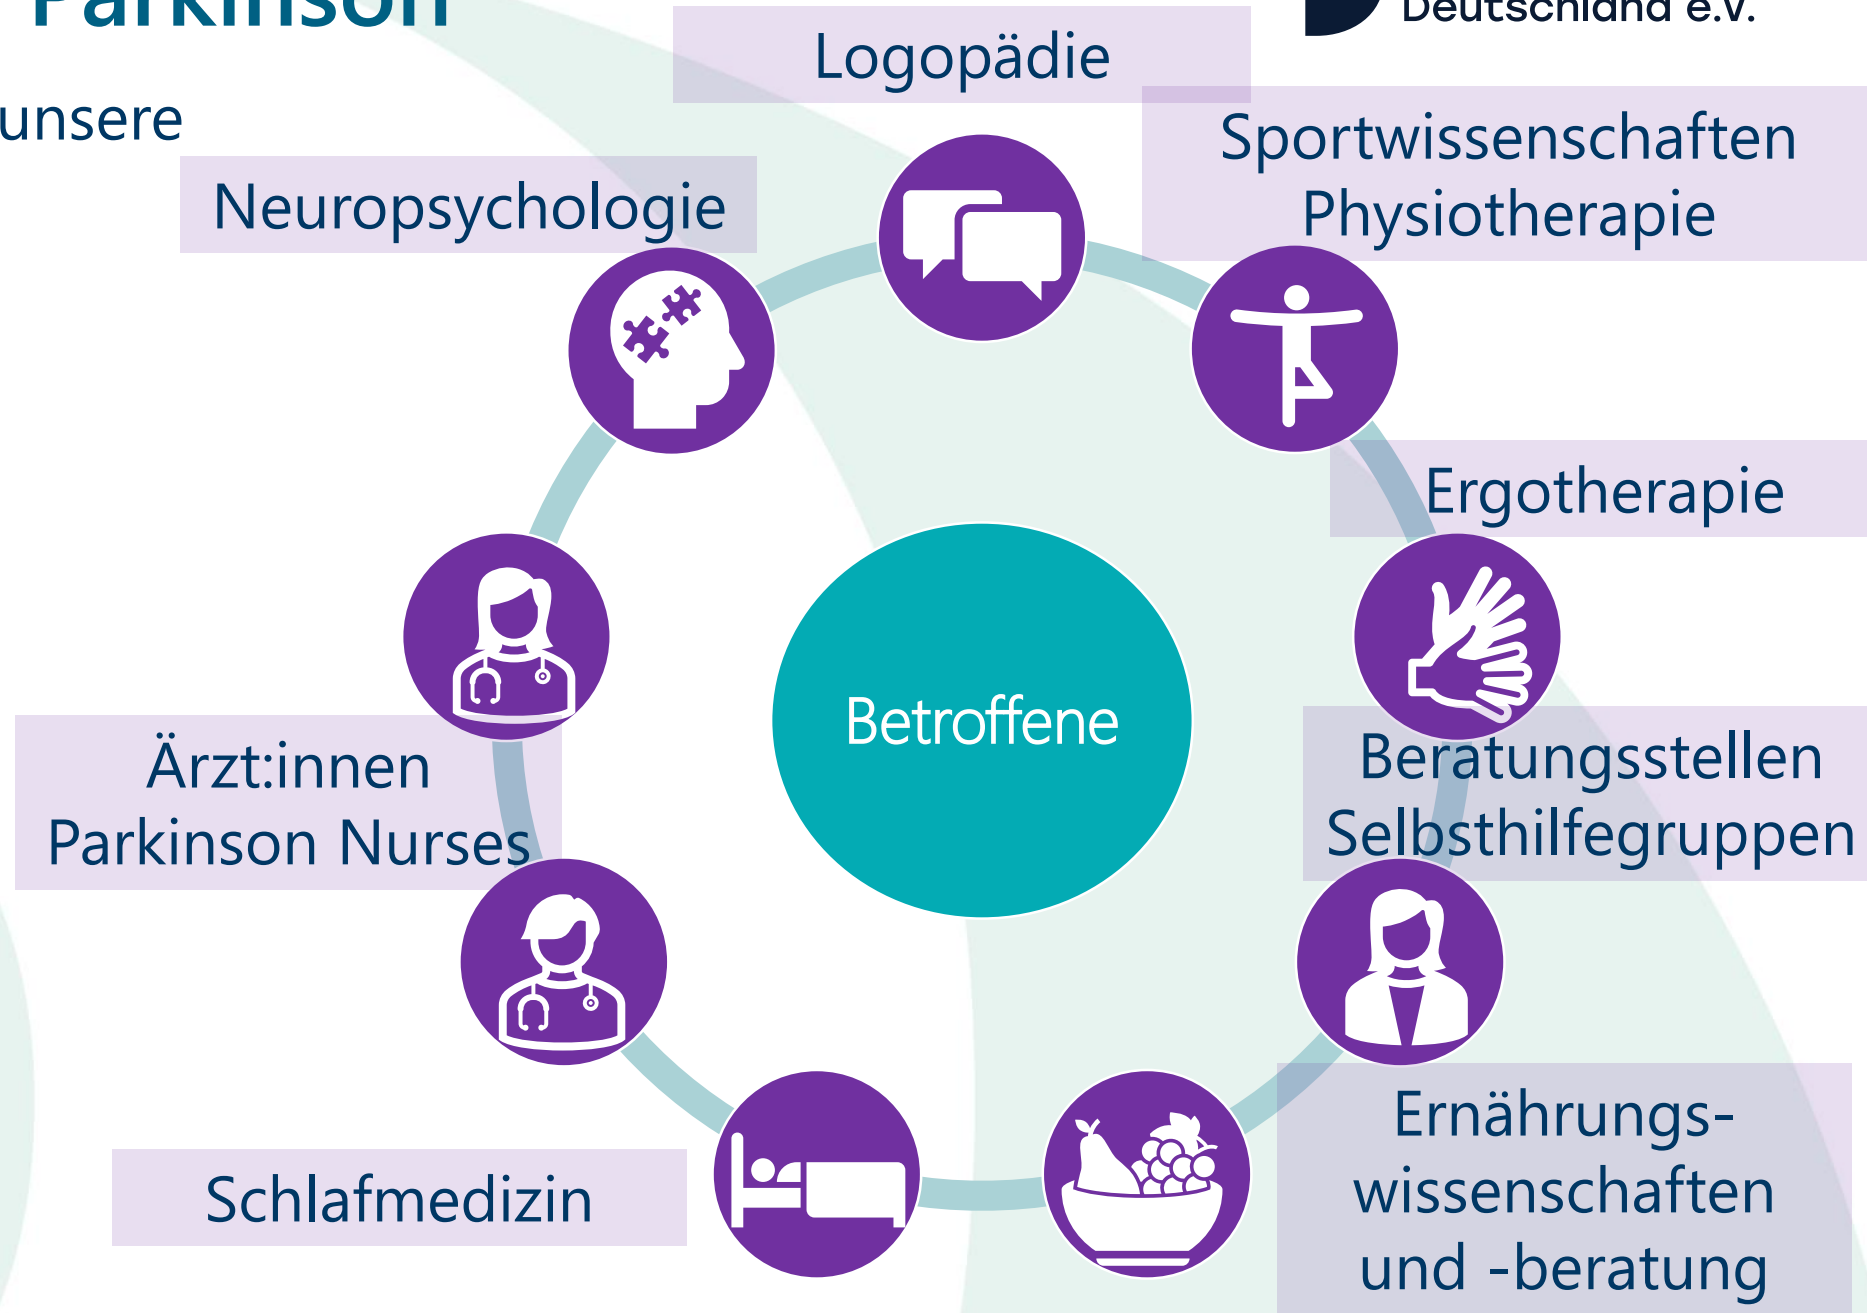 Parkinson
Deutschland e.V.
unsere
Logopädie
Sportwissenschaften
Physiotherapie
Neuropsychologie
Ergotherapie
Betroffene
Ärzt:innen
Parkinson Nurses
Beratungsstellen
Selbsthilfegruppen
Schlafmedizin
Ernährungs-
wissenschaften
und -beratung